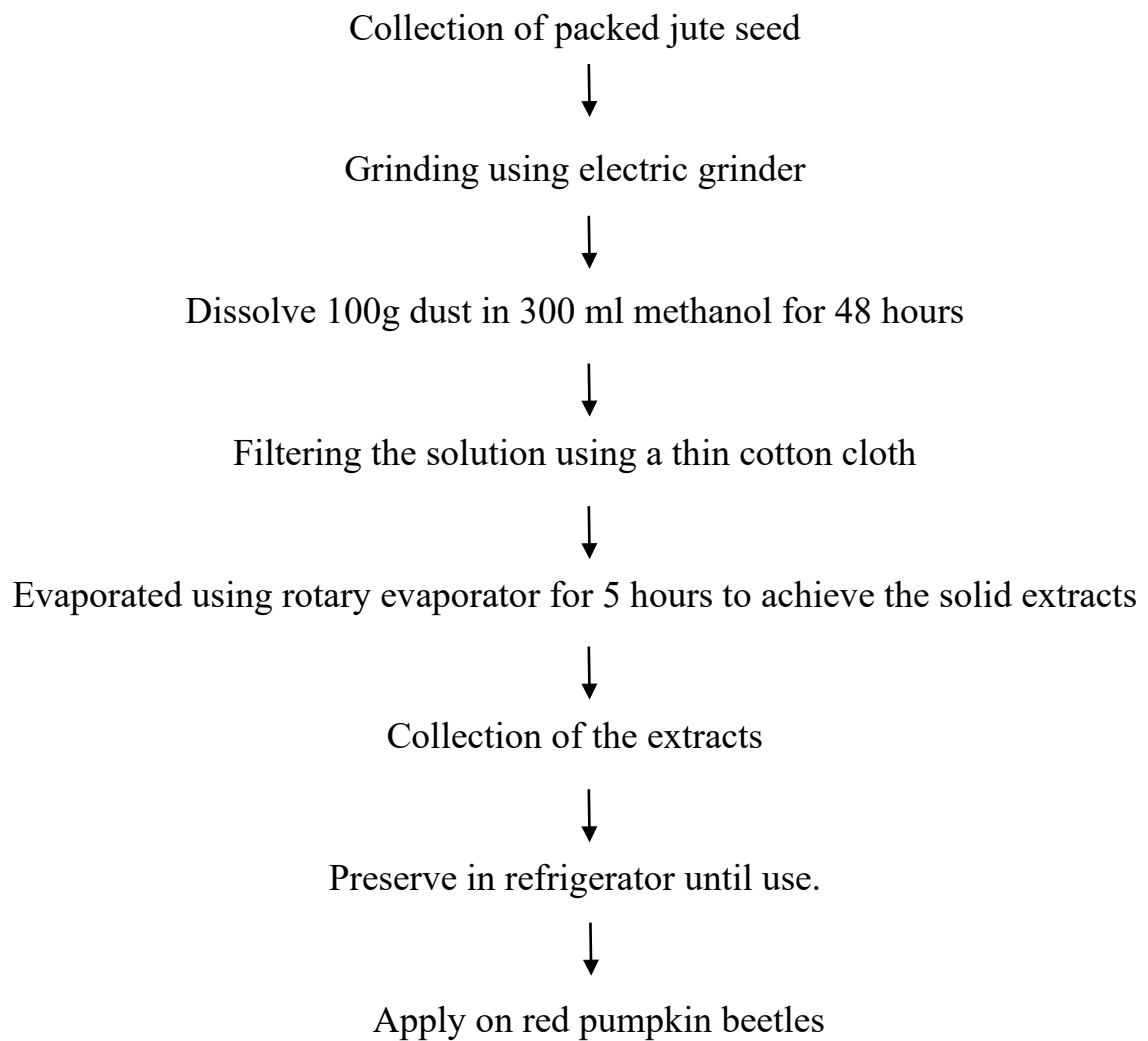 Collection of packed jute seed
Grinding using electric grinder
Dissolve 100g dust in 300 ml methanol for 48 hours
Filtering the solution using a thin cotton cloth
Evaporated using rotary evaporator for 5 hours to achieve the solid extracts
Collection of the extracts
Preserve in refrigerator until use.
Apply on red pumpkin beetles